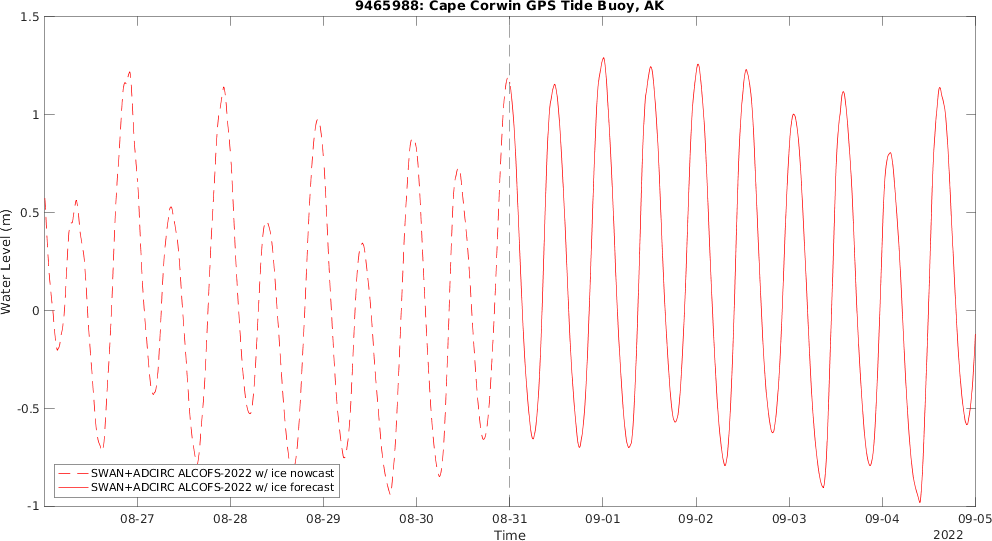 9465988: Cape Corwin GPS Tide Buoy, AK
1.5
1
0.5
0
-0.5
-1
Water Level (m)
SWAN+ADCIRC ALCOFS-2022 w/ ice nowcast
SWAN+ADCIRC ALCOFS-2022 w/ ice forecast
08-27 08-28 08-29 08-30 08-31 09-01 09-02 09-03 09-04 09-05
Time
2022